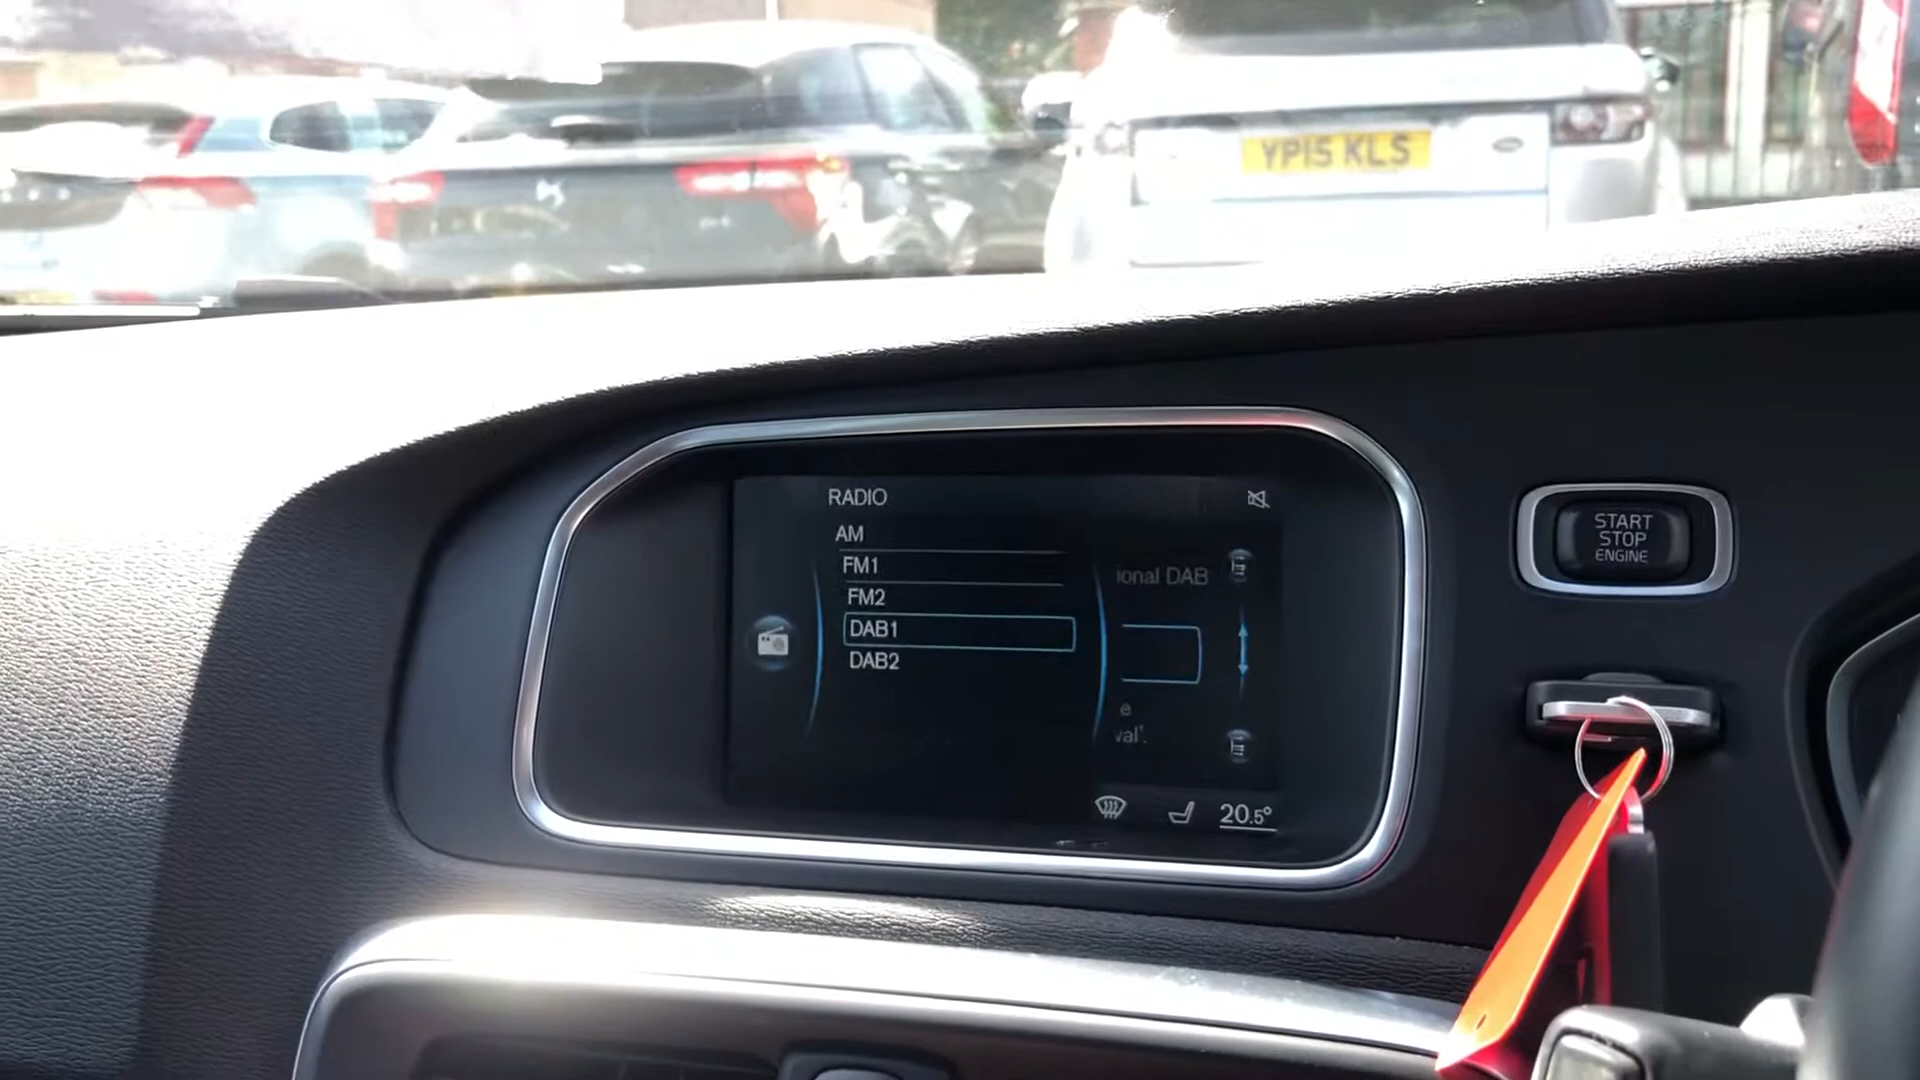 YP15 KLS
RADIO
AM
FM1
FM2
DAB1
DAB2
ional DAB
e
val'.
20.5°
START
STOP
ENGINE